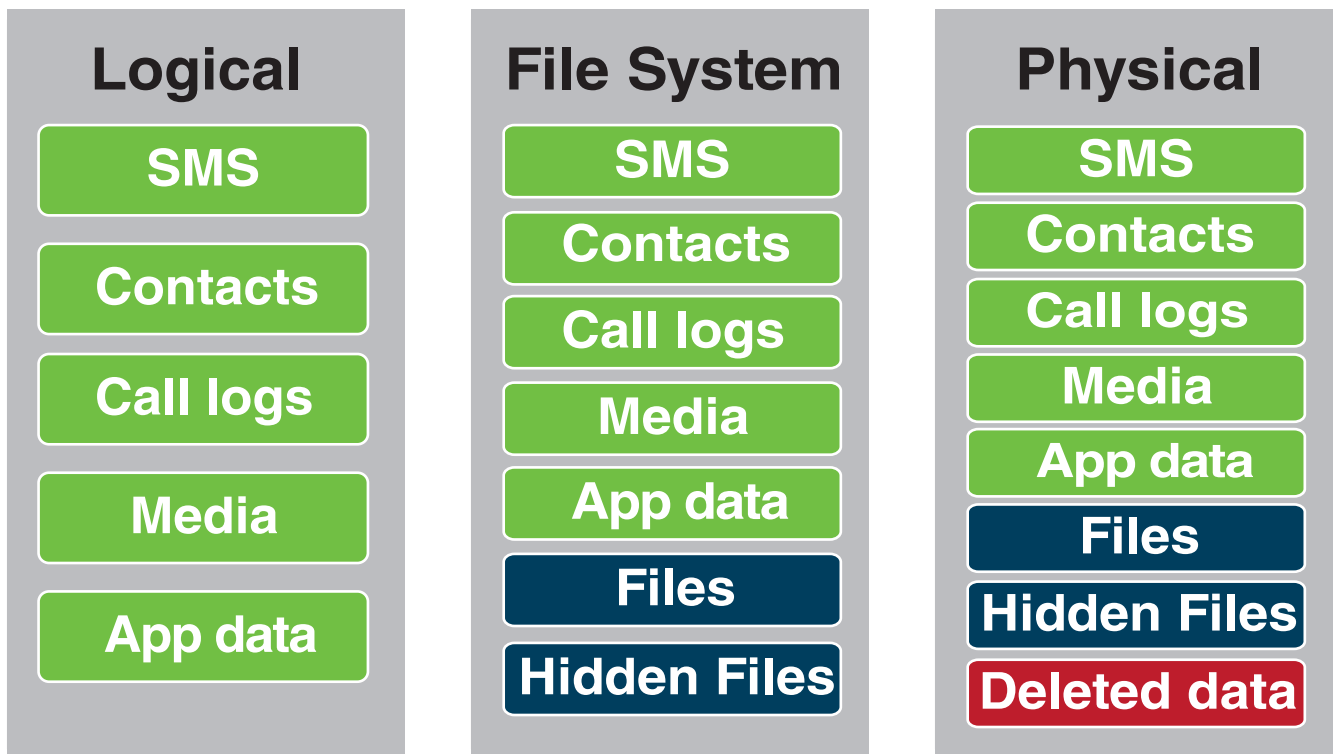 Logical
SMS
Contacts
Call logs
Media
App data
File System
SMS
Contacts
Call logs
Media
App data
Files
Hidden Files
Physical
SMS
Contacts
Call logs
Media
App data
Files
Hidden Files
Deleted data